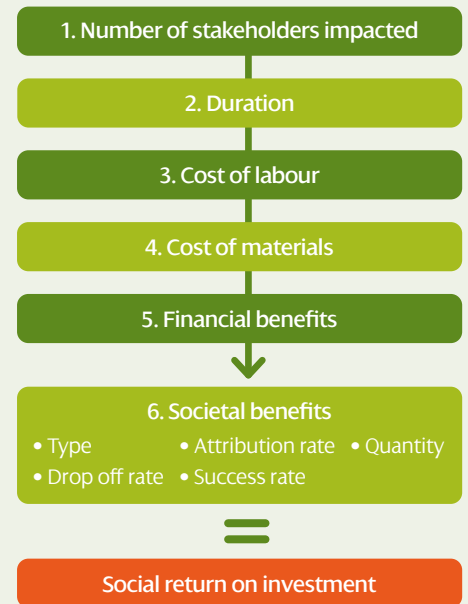 1. Number of stakeholders impacted
2. Duration
3. Cost of labour
4. Cost of materials
5. Financial benefits
6. Societal benefits
• Type • Attribution rate • Quantity
• Drop off rate • Success rate
=
Social return on investment